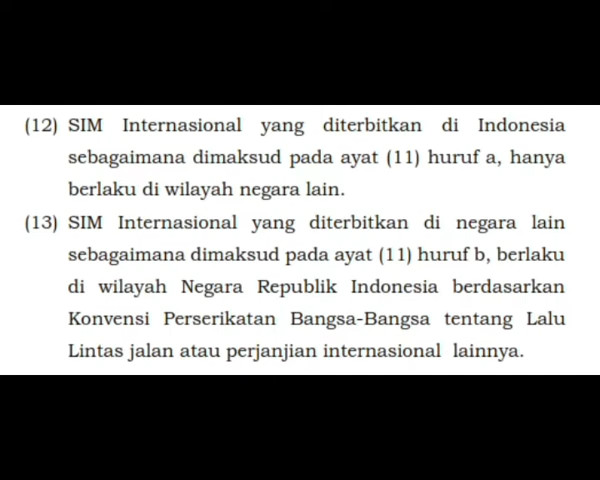 (12) SIM Internasional yang diterbitkan di Indonesia
sebagaimana dimaksud pada ayat (11) huruf a, hanya
berlaku di wilayah negara lain.
(13) SIM Internasional yang diterbitkan di negara lain
sebagaimana dimaksud pada ayat (11) huruf b, berlaku
di wilayah Negara Republik Indonesia berdasarkan
Konvensi Perserikatan Bangsa-Bangsa tentang Lalu
Lintas jalan atau perjanjian internasional lainnya.